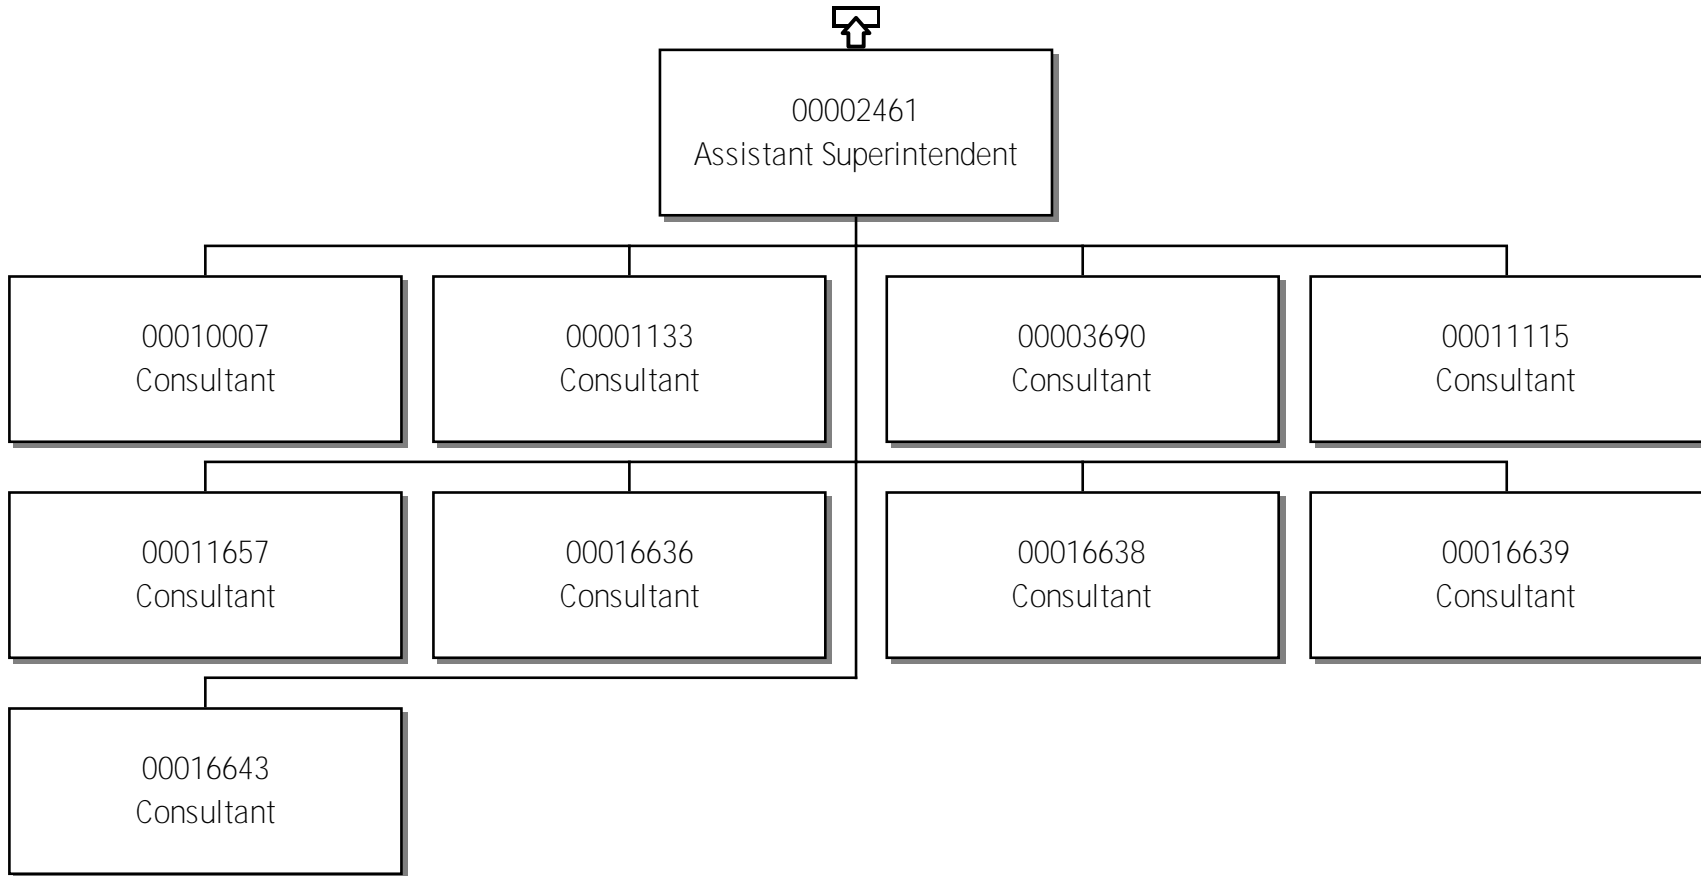 00002461
Assistant Superintendent
00010007
Consultant
00001133
Consultant
00003690
Consultant
00011115
Consultant
00011657
Consultant
00016636
Consultant
00016638
Consultant
00016639
Consultant
00016643
Consultant